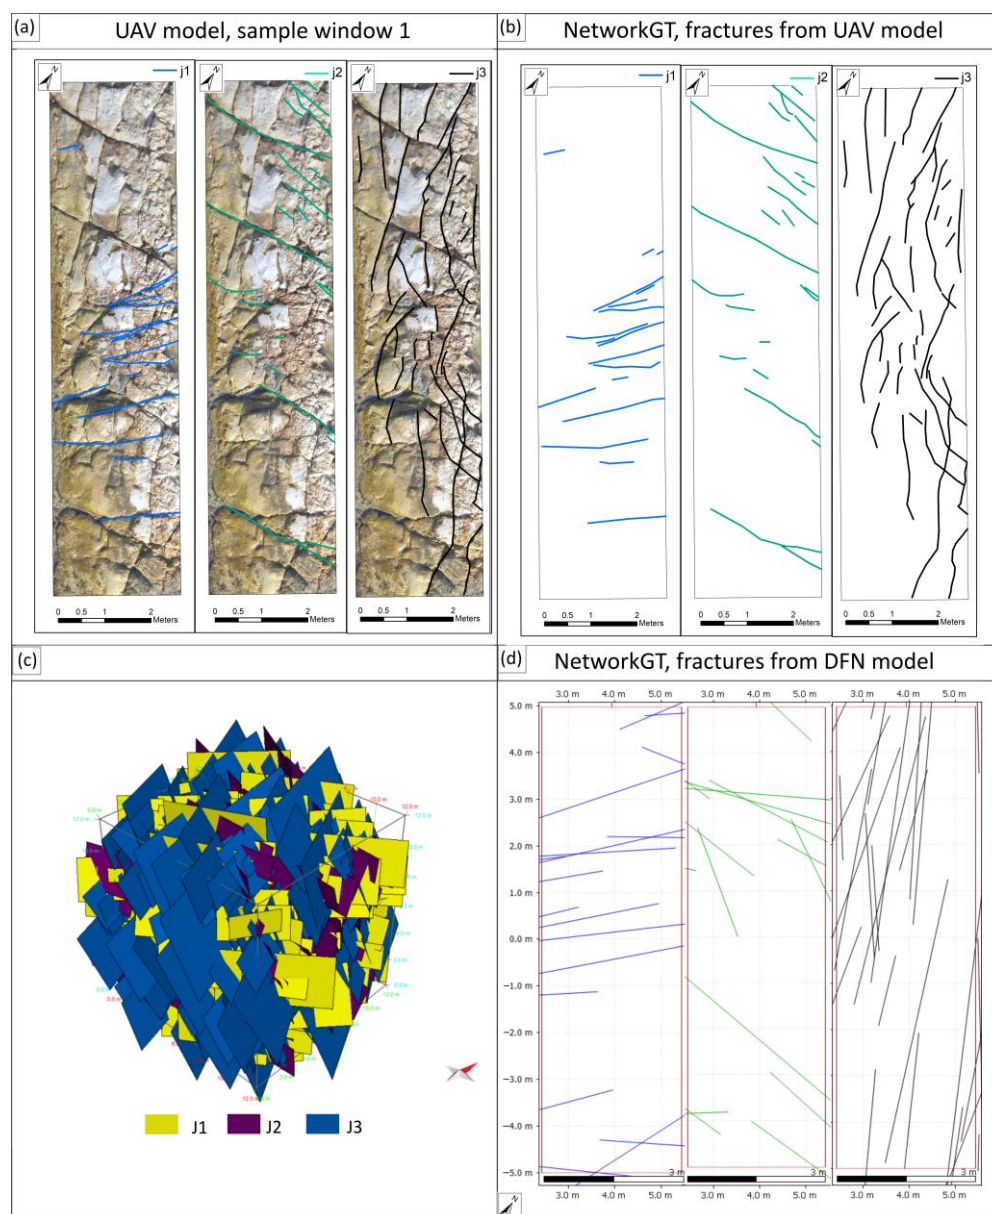 (a) UAV model, sample window 1
N j1 N j2 N j3
0 0.5 1 2 Meters 0 0.5 1 2 Meters 0 0.5 1 2 Meters
(b) NetworkGT, fractures from UAV model
N j1 N j2 N j3
0 0.5 1 2 Meters 0 0.5 1 2 Meters 0 0.5 1 2 Meters
(c)
12.0 m
J1 J2 J3
(d) NetworkGT, fractures from DFN model
3.0 m 4.0 m 5.0 m 3.0 m 4.0 m 5.0 m 3.0 m 4.0 m 5.0 m
5.0 m
4.0 m
3.0 m
2.0 m
1.0 m
0.0 m
−1.0 m
−2.0 m
−3.0 m
−4.0 m
−5.0 m
3 m 3 m 3 m
3.0 m 4.0 m 5.0 m 3.0 m 4.0 m 5.0 m 3.0 m 4.0 m 5.0 m
N